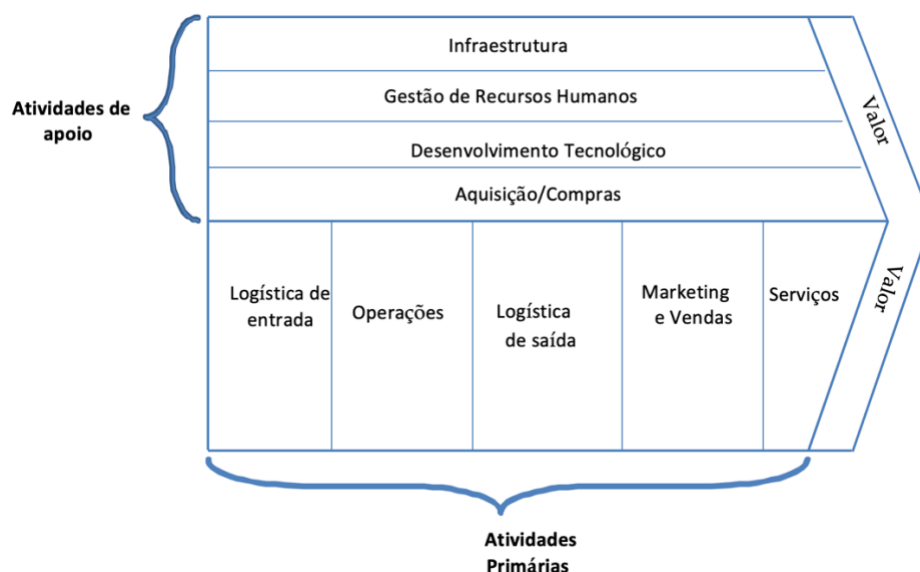 Infraestrutura
Gestão de Recursos Humanos
Atividades de
apoio
Desenvolvimento Tecnológico
Aquisição/Compras
Valor
Logística de
entrada
Operações
Logística
de saída
Marketing
e Vendas
Serviços
Valor
Atividades
Primárias